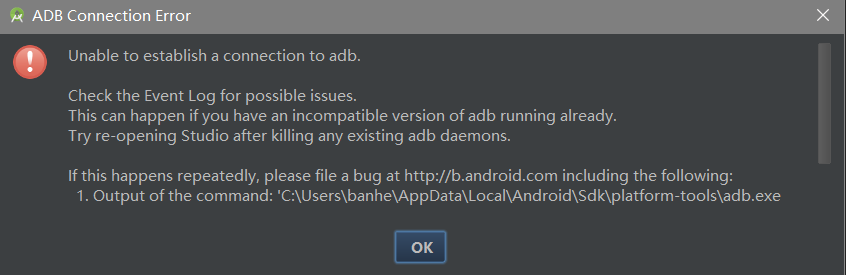 ADB Connection Error
Unable to establish a connection to adb.
Check the Event Log for possible issues.
This can happen if you have an incompatible version of adb running already.
Try re-opening Studio after killing any existing adb daemons.
If this happens repeatedly, please file a bug at http://b.android.com including the following:
1. Output of the command: 'C:\Users\banhe\AppData\Local\Android\Sdk\platform-tools\adb.exe
OK